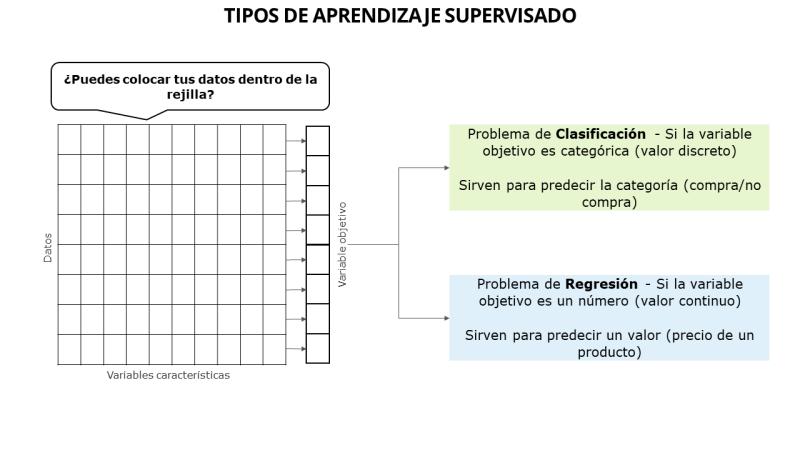 TIPOS DE APRENDIZAJE SUPERVISADO
¿Puedes colocar tus datos dentro de la
rejilla?
Datos
Variables características
Variable objetivo
Problema de Clasificación - Si la variable
objetivo es categórica (valor discreto)
Sirven para predecir la categoría (compra/no
compra)
Problema de Regresión - Si la variable
objetivo es un número (valor continuo)
Sirven para predecir un valor (precio de un
producto)